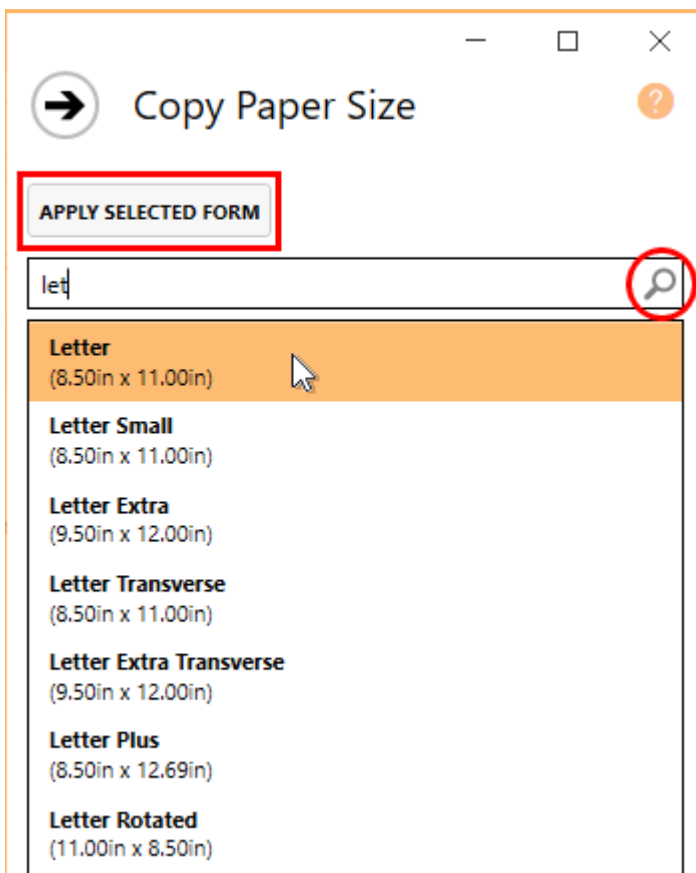 Copy Paper Size
?
APPLY SELECTED FORM
let
Letter
(8.50in x 11.00in)
Letter Small
(8.50in x 11.00in)
Letter Extra
(9.50in x 12.00in)
Letter Transverse
(8.50in x 11.00in)
Letter Extra Transverse
(9.50in x 12.00in)
Letter Plus
(8.50in x 12.69in)
Letter Rotated
(11.00in x 8.50in)